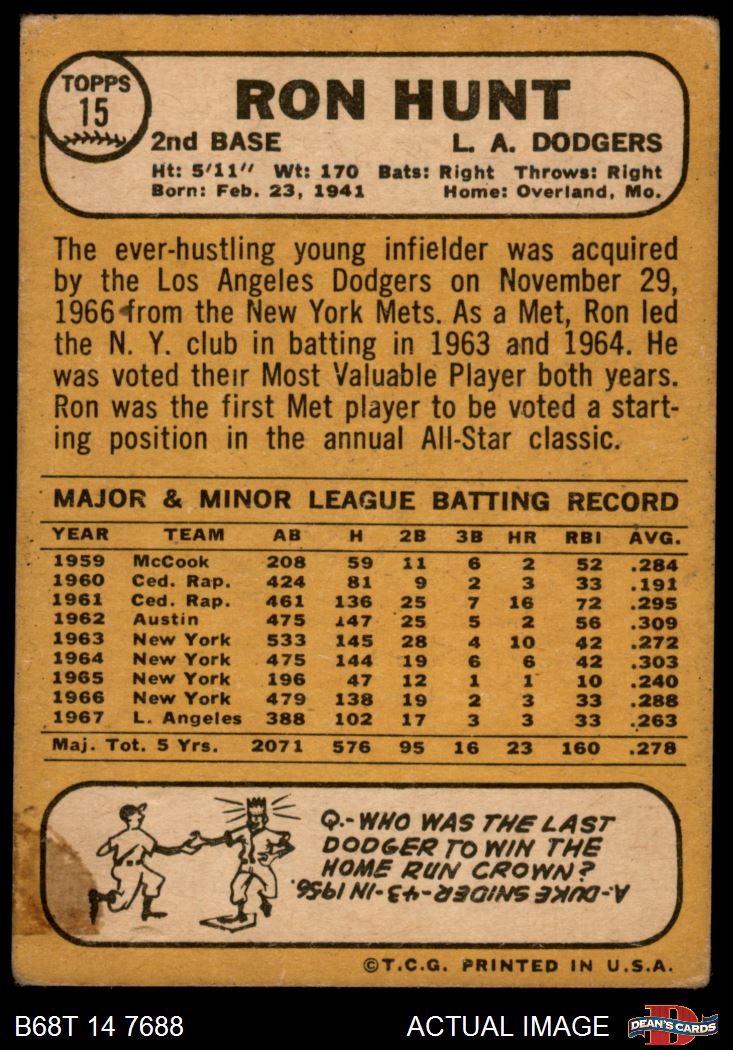 TOPPS
15
RON HUNT
2nd BASE L. A. DODGERS
Ht: 5'11" Wt: 170 Bats: Right Throws: Right
Born: Feb. 23, 1941 Home: Overland, Mo.
The ever-hustling young infielder was acquired
by the Los Angeles Dodgers on November 29,
1966 from the New York Mets. As a Met, Ron led
the N. Y. club in batting in 1963 and 1964. He
was voted their Most Valuable Player both years.
Ron was the first Met player to be voted a start-
ing position in the annual All-Star classic.
MAJOR & MINOR LEAGUE BATTING RECORD
YEAR TEAM AB H 2B 3B HR RBI AVG.
1959 McCook 208 59 11 6 2 52 .284
1960 Ced. Rap. 424 81 9 2 3 33 .191
1961 Ced. Rap. 461 136 25 7 16 72 .295
1962 Austin 475 147 25 5 2 56 .309
1963 New York 533 145 28 4 10 42 .272
1964 New York 475 144 19 6 6 42 .303
1965 New York 196 47 12 1 1 10 .240
1966 New York 479 138 19 2 3 33 .288
1967 L. Angeles 388 102 17 3 3 33 .263
Maj. Tot. 5 Yrs. 2071 576 95 16 23 160 .278
Q.-WHO WAS THE LAST
DODGER TO WIN THE
HOME RUN CROWN?
A.-DUKE SNIDER-43-IN 1956.
©T.C.G. PRINTED IN U.S.A.
B68T 14 7688 ACTUAL IMAGE
D
DEAN'S CARDS